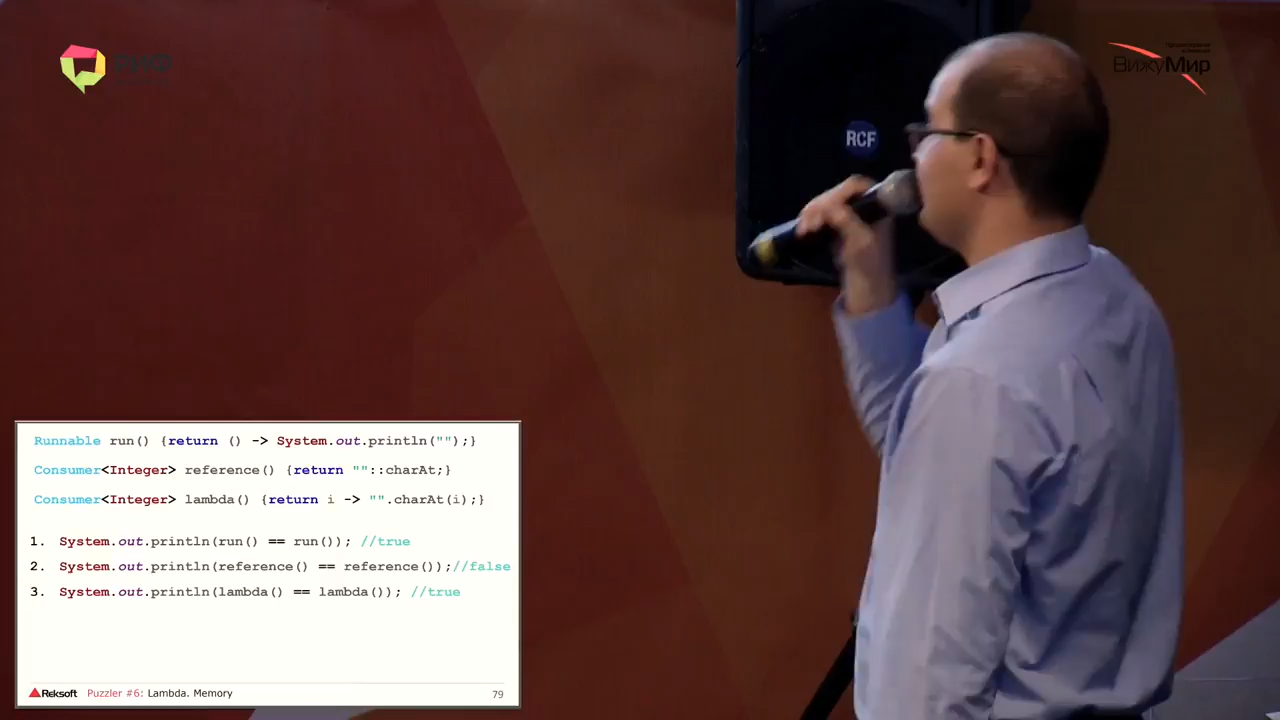 РИФ
ВижуМир
RCF
Runnable run() {return () -> System.out.println("");}
Consumer<Integer> reference() {return ""::charAt;}
Consumer<Integer> lambda() {return i -> "".charAt(i);}
1. System.out.println(run() == run()); //true
2. System.out.println(reference() == reference());//false
3. System.out.println(lambda() == lambda()); //true
Reksoft Puzzler #6: Lambda. Memory 79